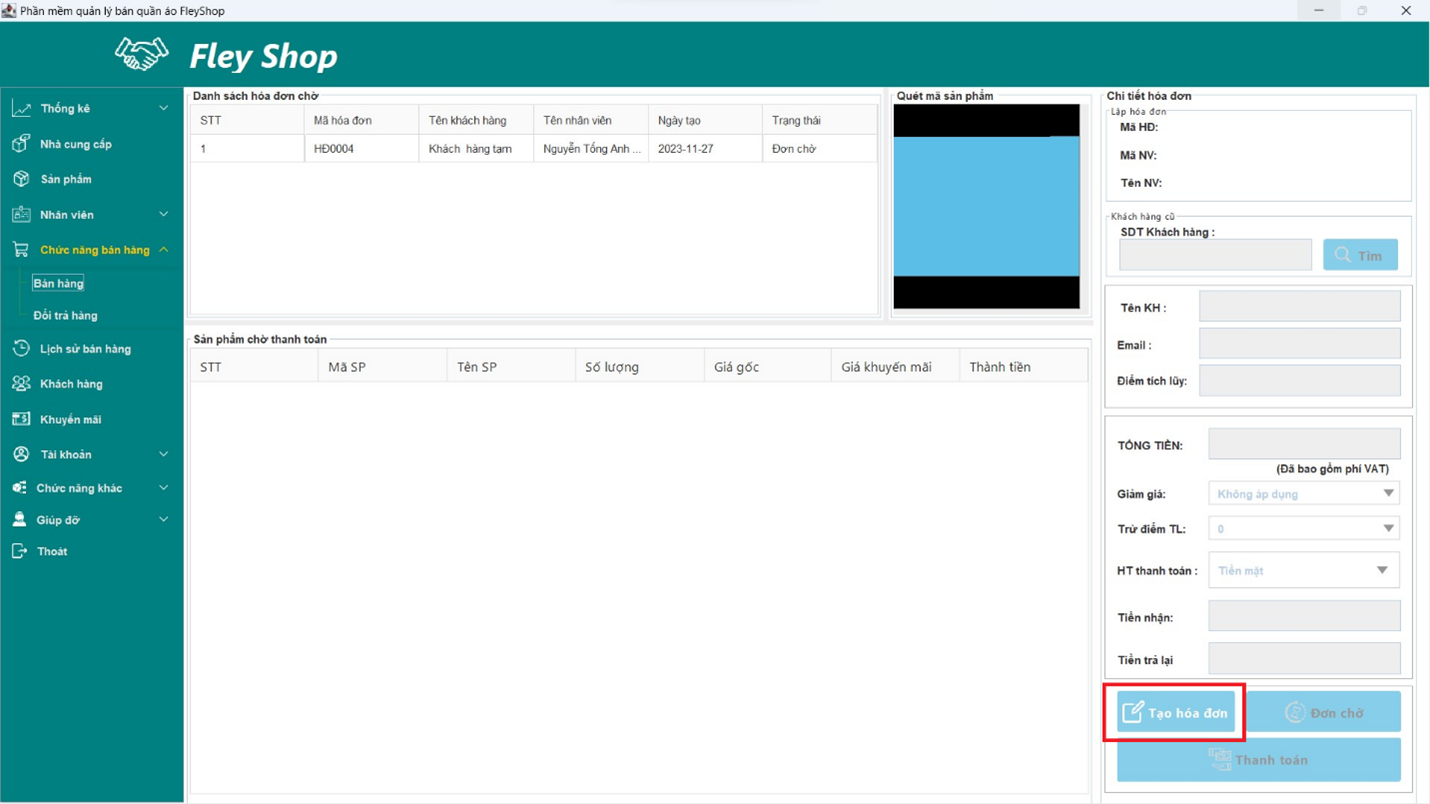 Phần mềm quản lý bán quần áo FleyShop
Fley Shop
Thống kê
Nhà cung cấp
Sản phẩm
Nhân viên
Chức năng bán hàng
Bán hàng
Đổi trả hàng
Lịch sử bán hàng
Khách hàng
Khuyến mãi
Tài khoản
Chức năng khác
Giúp đỡ
Thoát
Danh sách hóa đơn chờ
STT Mã hóa đơn Tên khách hàng Tên nhân viên Ngày tạo Trạng thái
1 HĐ0004 Khách hàng tạm Nguyễn Tống Anh ... 2023-11-27 Đơn chờ
Quét mã sản phẩm
Sản phẩm chờ thanh toán
STT Mã SP Tên SP Số lượng Giá gốc Giá khuyến mãi Thành tiền
Chi tiết hóa đơn
Lập hóa đơn
Mã HD:
Mã NV:
Tên NV:
Khách hàng cũ
SDT Khách hàng :
Tìm
Tên KH :
Email :
Điểm tích lũy:
TỔNG TIỀN:
(Đã bao gồm phí VAT)
Giảm giá: Không áp dụng
Trừ điểm TL: 0
HT thanh toán : Tiền mặt
Tiền nhận:
Tiền trả lại
Tạo hóa đơn Đơn chờ
Thanh toán